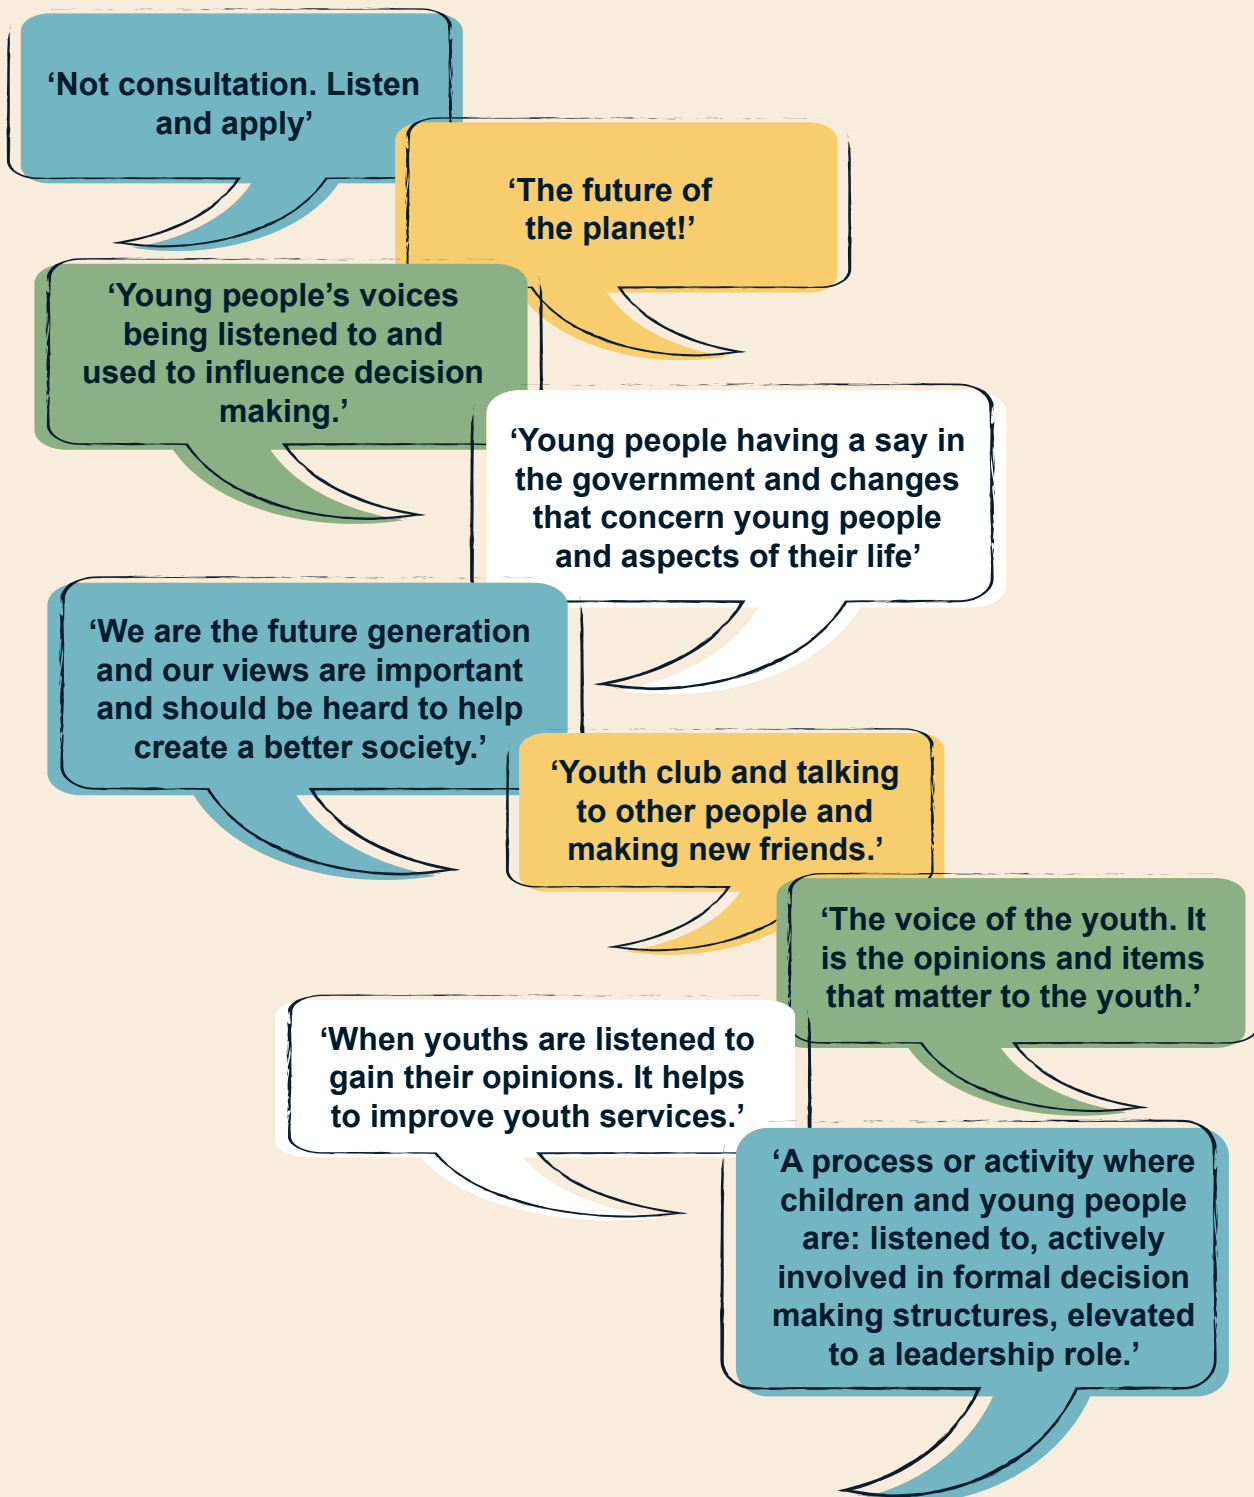 ‘Not consultation. Listen
and apply’
‘The future of
the planet!’
‘Young people’s voices
being listened to and
used to influence decision
making.’
‘Young people having a say in
the government and changes
that concern young people
and aspects of their life’
‘We are the future generation
and our views are important
and should be heard to help
create a better society.’
‘Youth club and talking
to other people and
making new friends.’
‘The voice of the youth. It
is the opinions and items
that matter to the youth.’
‘When youths are listened to
gain their opinions. It helps
to improve youth services.’
‘A process or activity where
children and young people
are: listened to, actively
involved in formal decision
making structures, elevated
to a leadership role.’